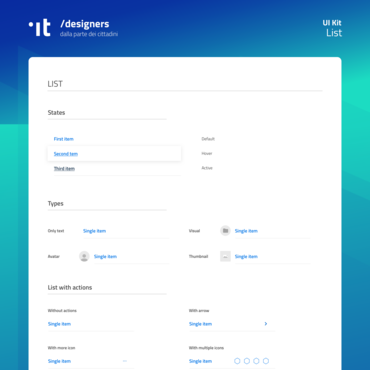 ·it /designers
dalla parte dei cittadini
UI Kit
List
LIST
States
First item
Default
Second item
Hover
Third item
Active
Types
Only text
Single item
Visual
Single item
Avatar
Single item
Thumbnail
Single item
List with actions
Without actions
With arrow
Single item
Single item
With more icon
With multiple icons
Single item
Single item